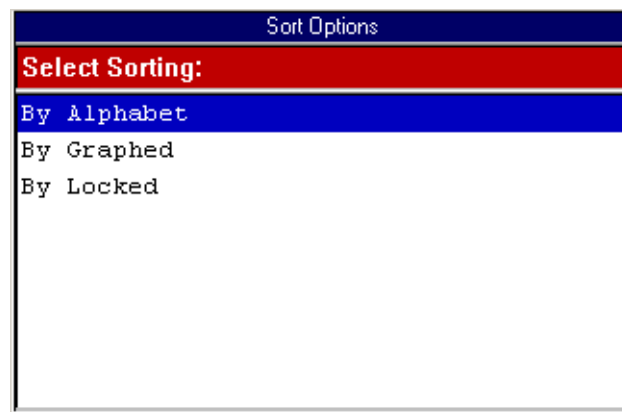 Sort Options
Select Sorting:
By Alphabet
By Graphed
By Locked